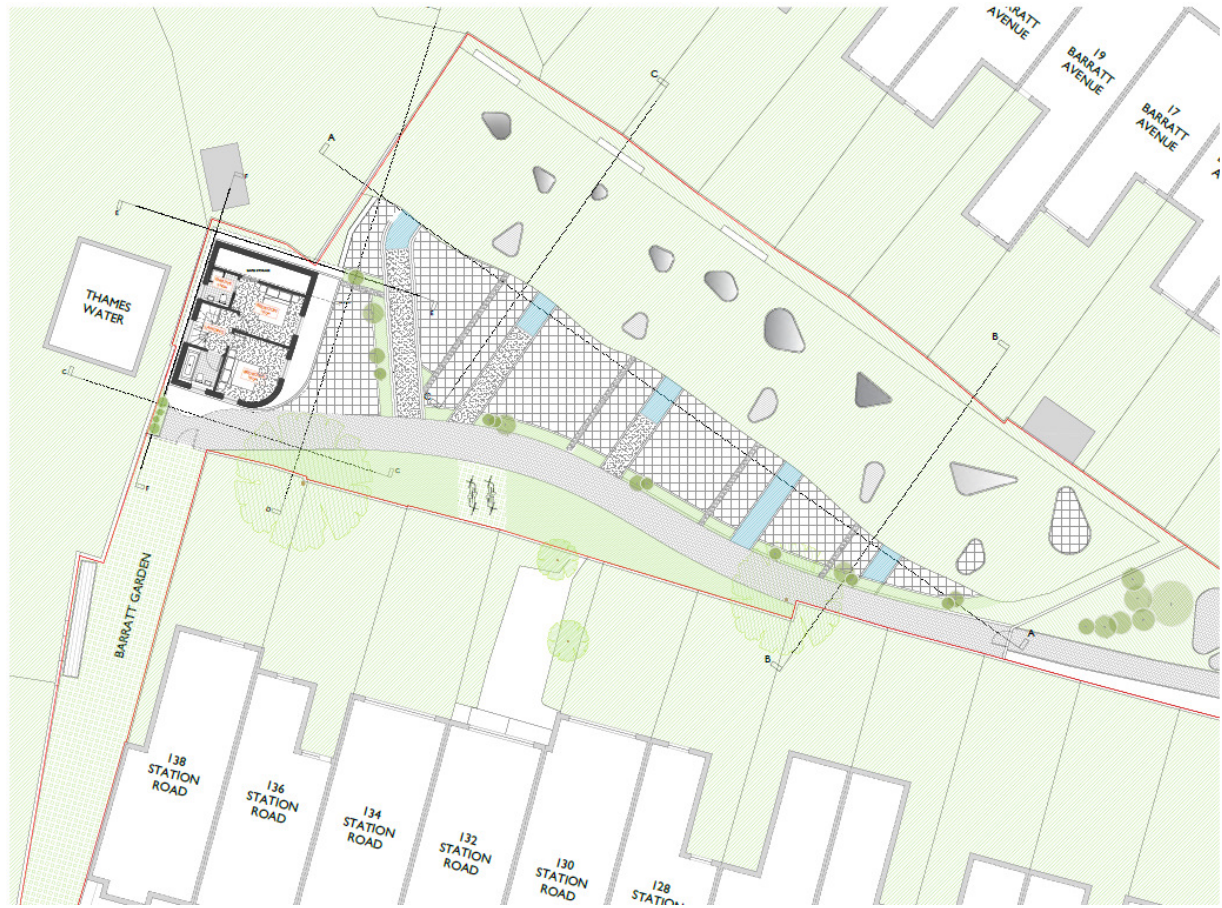 BARRATT
AVENUE
19
BARRATT
AVENUE
17
BARRATT
AVENUE
C
A
F
E
THAMES
WATER
B
E
G
C
G
F
D
BARRATT GARDEN
A
B
138
STATION
ROAD
136
STATION
ROAD
134
STATION
ROAD
132
STATION
ROAD
130
STATION
ROAD
128
STATION